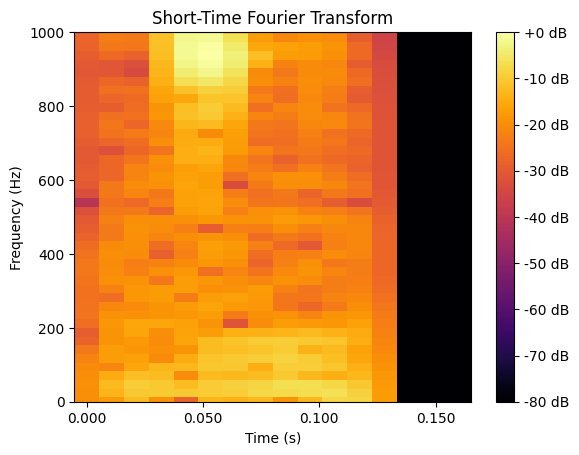 Short-Time Fourier Transform
1000
800
600
400
200
0
Frequency (Hz)
0.000
0.050
0.100
0.150
Time (s)
+0 dB
-10 dB
-20 dB
-30 dB
-40 dB
-50 dB
-60 dB
-70 dB
-80 dB